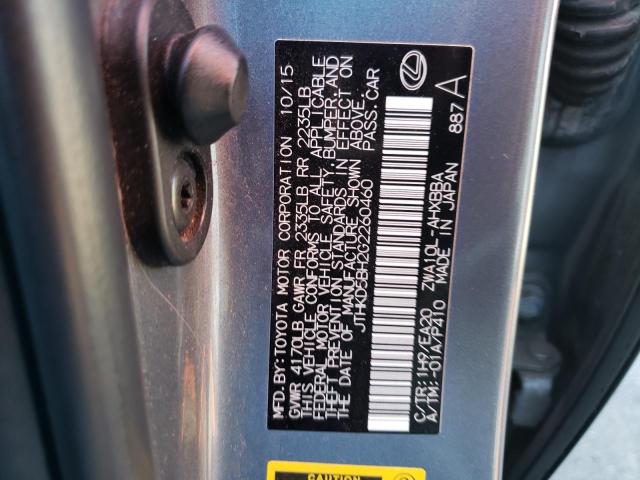 MFD.BY:TOYOTA MOTOR CORPORATION 10/15
GVWR 4170LB GAWR FR 2335LB RR 2235LB
THIS VEHICLE CONFORMS TO ALL APPLICABLE
FEDERAL MOTOR VEHICLE SAFETY, BUMPER, AND
THEFT PREVENTION STANDARDS IN EFFECT ON
THE DATE OF MANUFACTURE SHOWN ABOVE.
JTHKD5BH2G2260460 PASS.CAR
C/TR: 1H9/EA20 ZWA10L-AHXBBA
A/TM: -01A/P410 MADE IN JAPAN 887 A
CAUTION